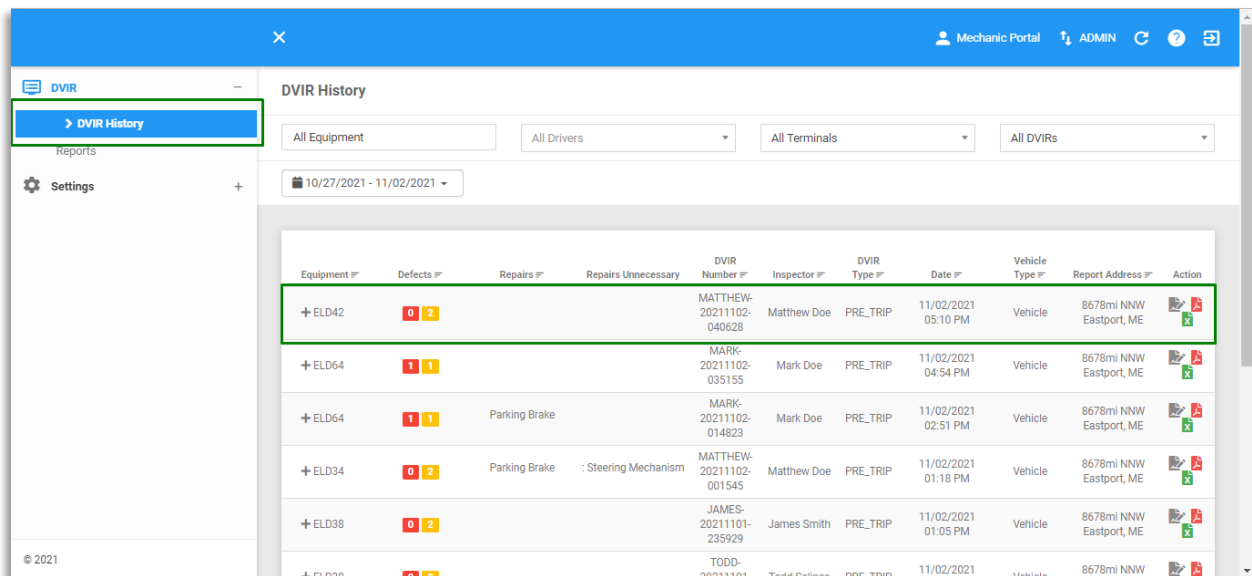 Mechanic Portal ADMIN
DVIR
DVIR History
Reports
Settings
© 2021
DVIR History
All Equipment All Drivers All Terminals All DVIRs
10/27/2021 - 11/02/2021
Equipment Defects Repairs Repairs Unnecessary DVIR Number Inspector DVIR Type Date Vehicle Type Report Address Action
ELD42 0 2 MATTHEW-20211102-040628 Matthew Doe PRE_TRIP 11/02/2021 05:10 PM Vehicle 8678mi NNW Eastport, ME
ELD64 1 1 MARK-20211102-035155 Mark Doe PRE_TRIP 11/02/2021 04:54 PM Vehicle 8678mi NNW Eastport, ME
ELD64 1 1 Parking Brake MARK-20211102-014823 Mark Doe PRE_TRIP 11/02/2021 02:51 PM Vehicle 8678mi NNW Eastport, ME
ELD34 0 2 Parking Brake : Steering Mechanism MATTHEW-20211102-001545 Matthew Doe PRE_TRIP 11/02/2021 01:18 PM Vehicle 8678mi NNW Eastport, ME
ELD38 0 2 JAMES-20211101-235929 James Smith PRE_TRIP 11/02/2021 01:05 PM Vehicle 8678mi NNW Eastport, ME
TODD- 11/02/2021 8678mi NNW